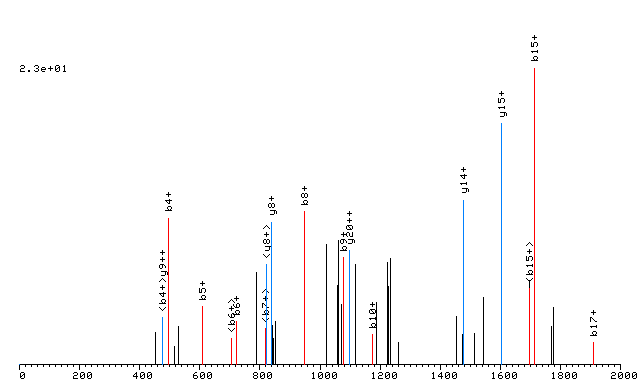 2.3e+01
<b4+>y9++
b4+
b5+
<b6+>
b6+
<b7+>
<y8+>
y8+
b8+
b9+
y20++
b10+
y14+
y15+
<b15+>
b15+
b17+
0 200 400 600 800 1000 1200 1400 1600 1800 2000